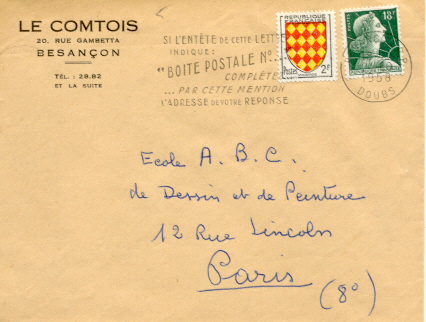 LE COMTOIS
20, RUE GAMBETTA
BESANÇON
TÉL. : 29.82
ET LA SUITE
SI L'ENTÊTE DE CETTE LETTRE
INDIQUE :
"BOITE POSTALE N°...
COMPLÉTEZ
... PAR CETTE MENTION
L'ADRESSE DE VOTRE RÉPONSE
RÉPUBLIQUE FRANÇAISE
Postes 2F
18F
1958
DOUBS
Ecole A. B. C.
de Dessin et de Peinture
12 Rue Lincoln
Paris
(8°)